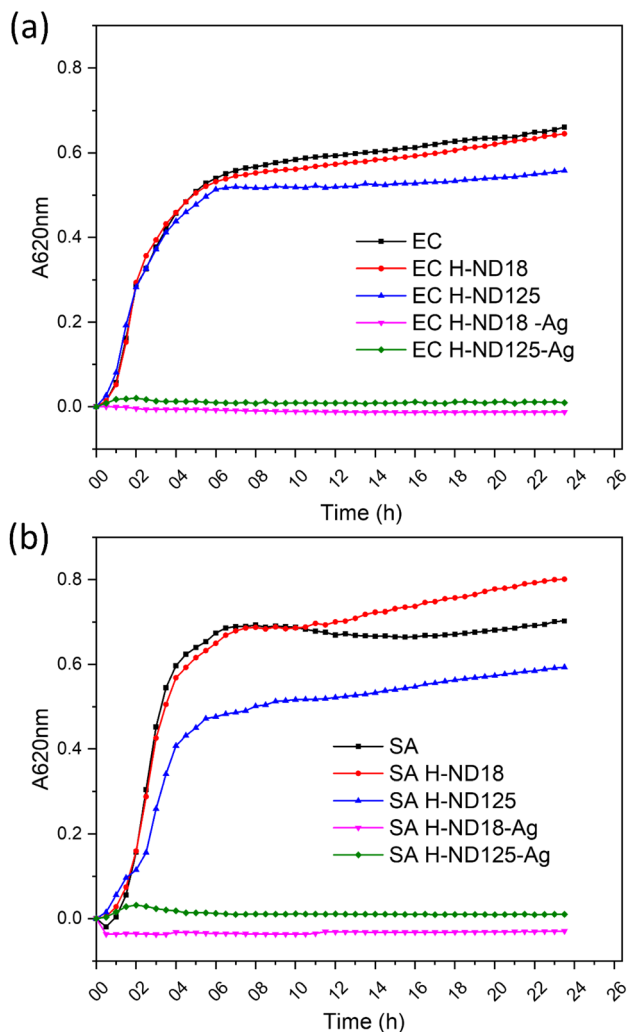 (a)
0.8
0.6
0.4
0.2
0.0
A620nm
EC
EC H-ND18
EC H-ND125
EC H-ND18 -Ag
EC H-ND125-Ag
00 02 04 06 08 10 12 14 16 18 20 22 24 26
Time (h)
(b)
0.8
0.6
0.4
0.2
0.0
A620nm
SA
SA H-ND18
SA H-ND125
SA H-ND18-Ag
SA H-ND125-Ag
00 02 04 06 08 10 12 14 16 18 20 22 24 26
Time (h)